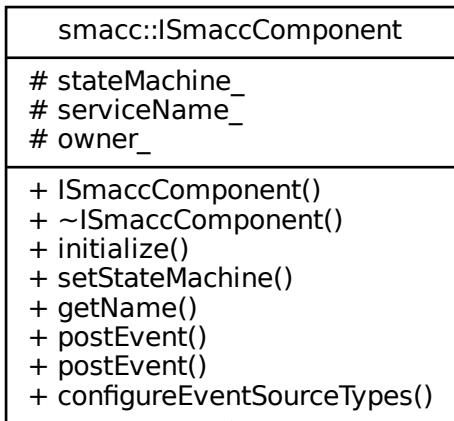 smacc::ISmaccComponent
# stateMachine_
# serviceName_
# owner_
+ ISmaccComponent()
+ ~ISmaccComponent()
+ initialize()
+ setStateMachine()
+ getName()
+ postEvent()
+ postEvent()
+ configureEventSourceTypes()